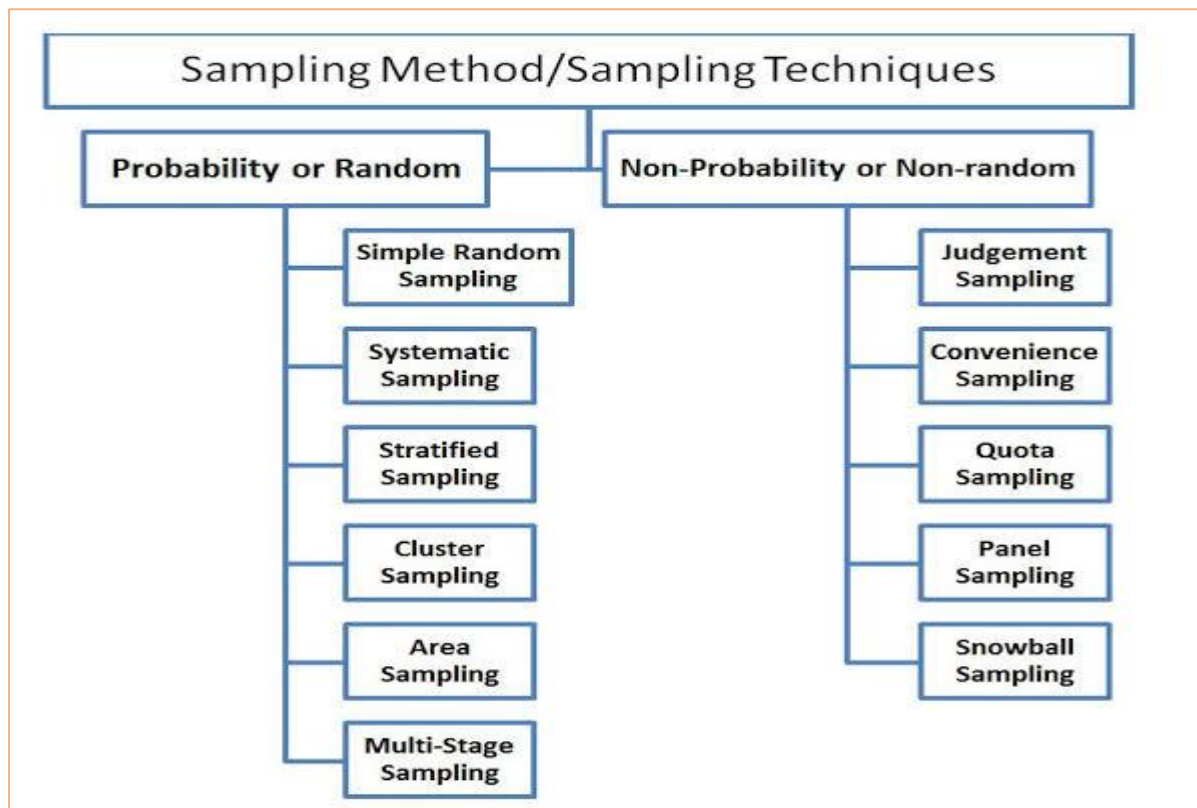 Sampling Method/Sampling Techniques
Probability or Random
Non-Probability or Non-random
Simple Random
Sampling
Systematic
Sampling
Stratified
Sampling
Cluster
Sampling
Area
Sampling
Multi-Stage
Sampling
Judgement
Sampling
Convenience
Sampling
Quota
Sampling
Panel
Sampling
Snowball
Sampling